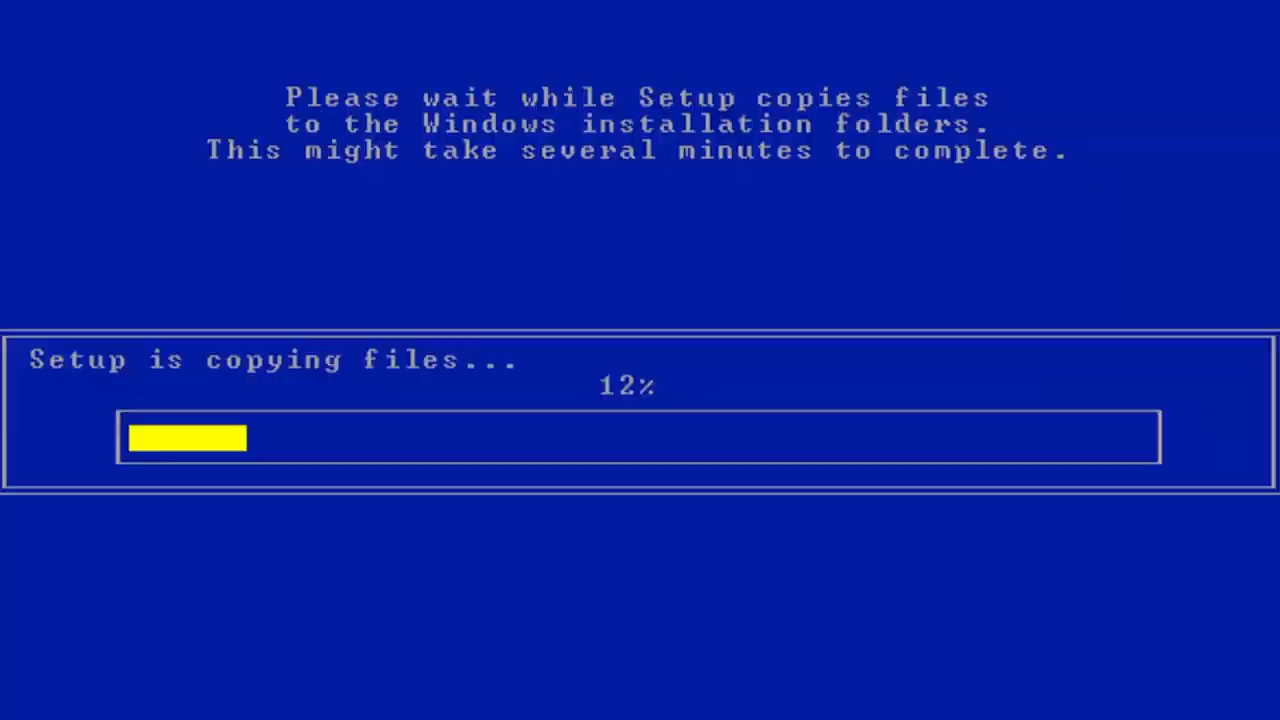 Please wait while Setup copies files
to the Windows installation folders.
This might take several minutes to complete.
Setup is copying files...
12%